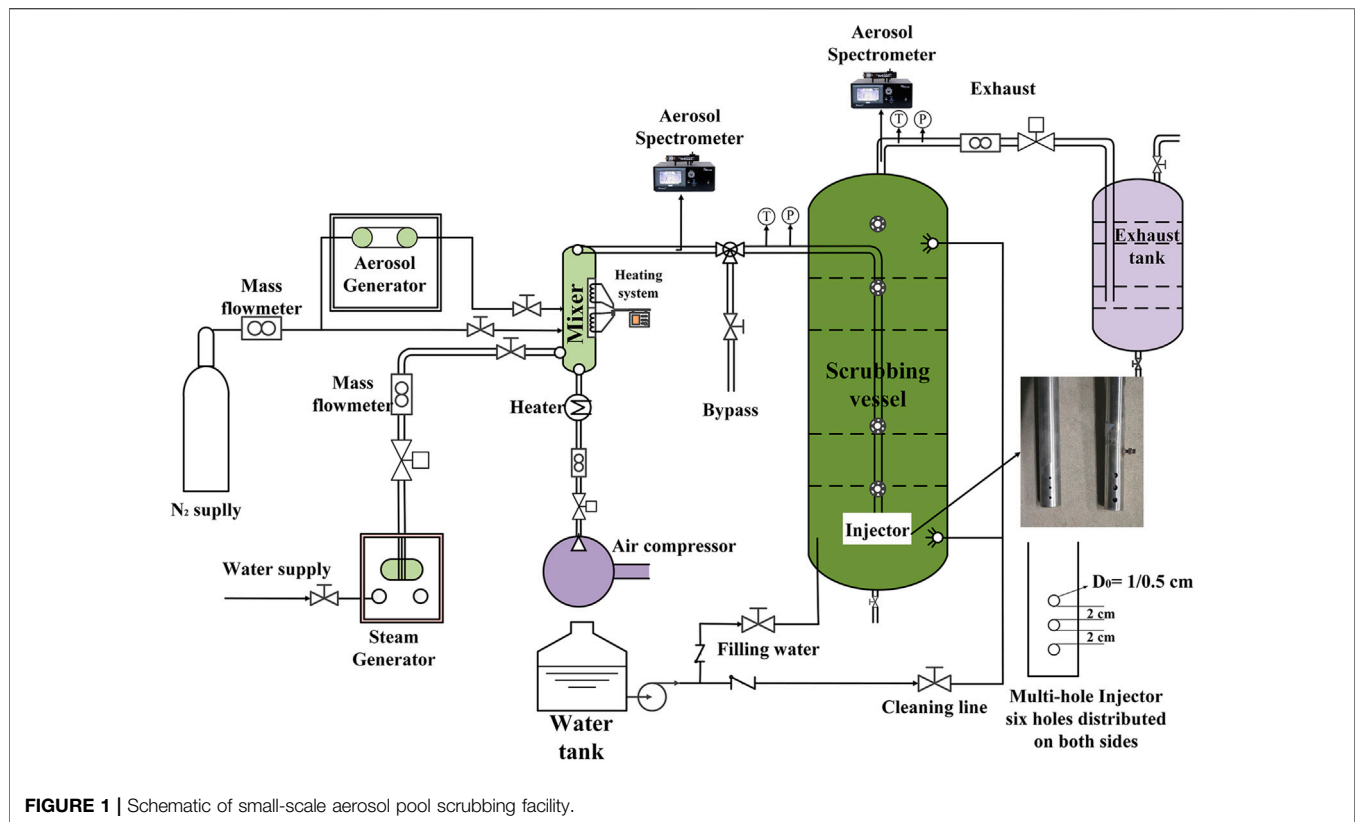 Aerosol
Spectrometer
Exhaust
T
P
Aerosol
Spectrometer
T
P
Exhaust
tank
Aerosol
Generator
Mass
flowmeter
Heating
system
Mixer
Mass
flowmeter
Heater
M
Bypass
Scrubbing
vessel
N₂ suplly
Injector
Air compressor
Water supply
D₀= 1/0.5 cm
2 cm
2 cm
Steam
Generator
Filling water
Water
tank
Cleaning line
Multi-hole Injector
six holes distributed
on both sides
FIGURE 1 | Schematic of small-scale aerosol pool scrubbing facility.